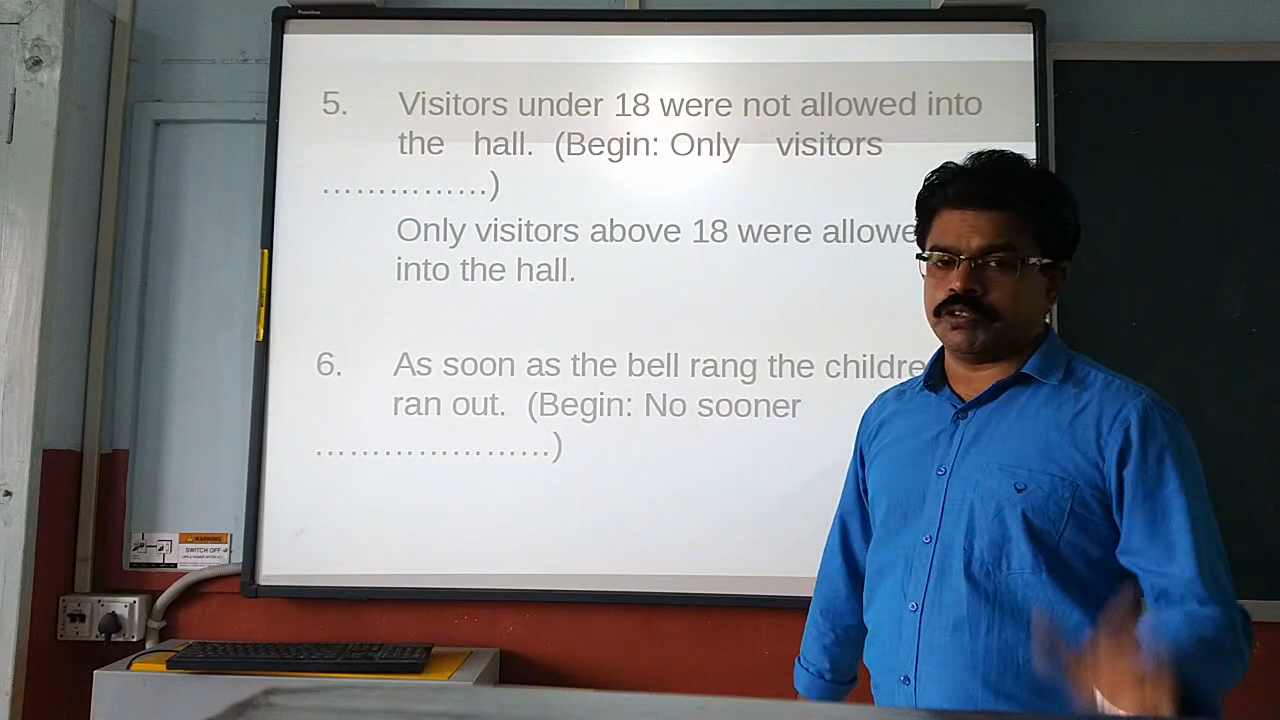 5. Visitors under 18 were not allowed into
the hall. (Begin: Only visitors
...............)
Only visitors above 18 were allowe
into the hall.
6. As soon as the bell rang the childre
ran out. (Begin: No sooner
.....................)
WARNING
SWITCH OFF